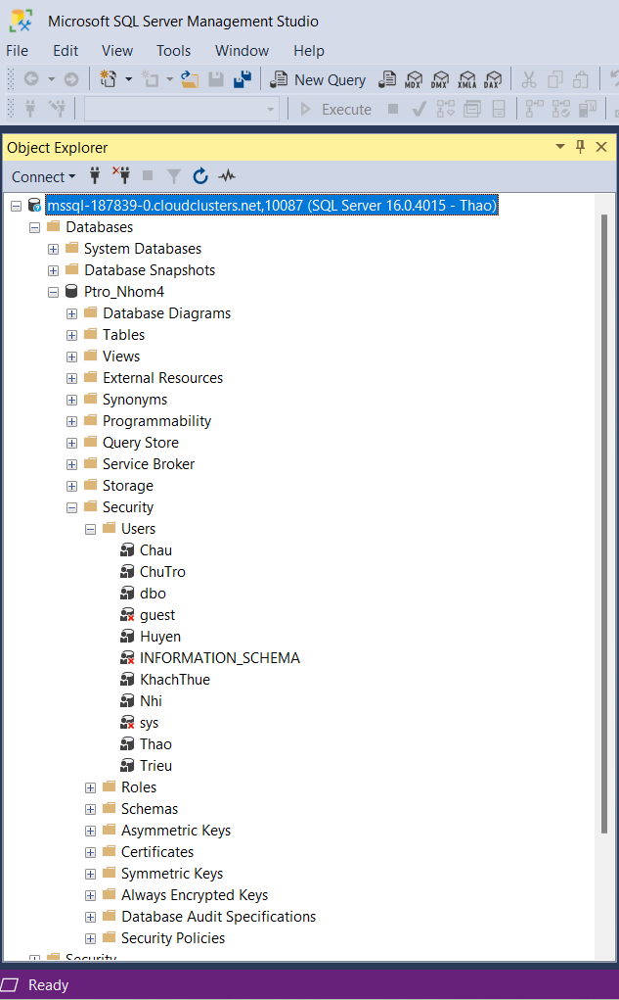 Microsoft SQL Server Management Studio
File Edit View Tools Window Help
New Query MDX DMX XMLA DAX
Execute
Object Explorer
Connect
mssql-187839-0.cloudclusters.net,10087 (SQL Server 16.0.4015 - Thao)
Databases
System Databases
Database Snapshots
Ptro_Nhom4
Database Diagrams
Tables
Views
External Resources
Synonyms
Programmability
Query Store
Service Broker
Storage
Security
Users
Chau
ChuTro
dbo
guest
Huyen
INFORMATION_SCHEMA
KhachThue
Nhi
sys
Thao
Trieu
Roles
Schemas
Asymmetric Keys
Certificates
Symmetric Keys
Always Encrypted Keys
Database Audit Specifications
Security Policies
Security
Ready